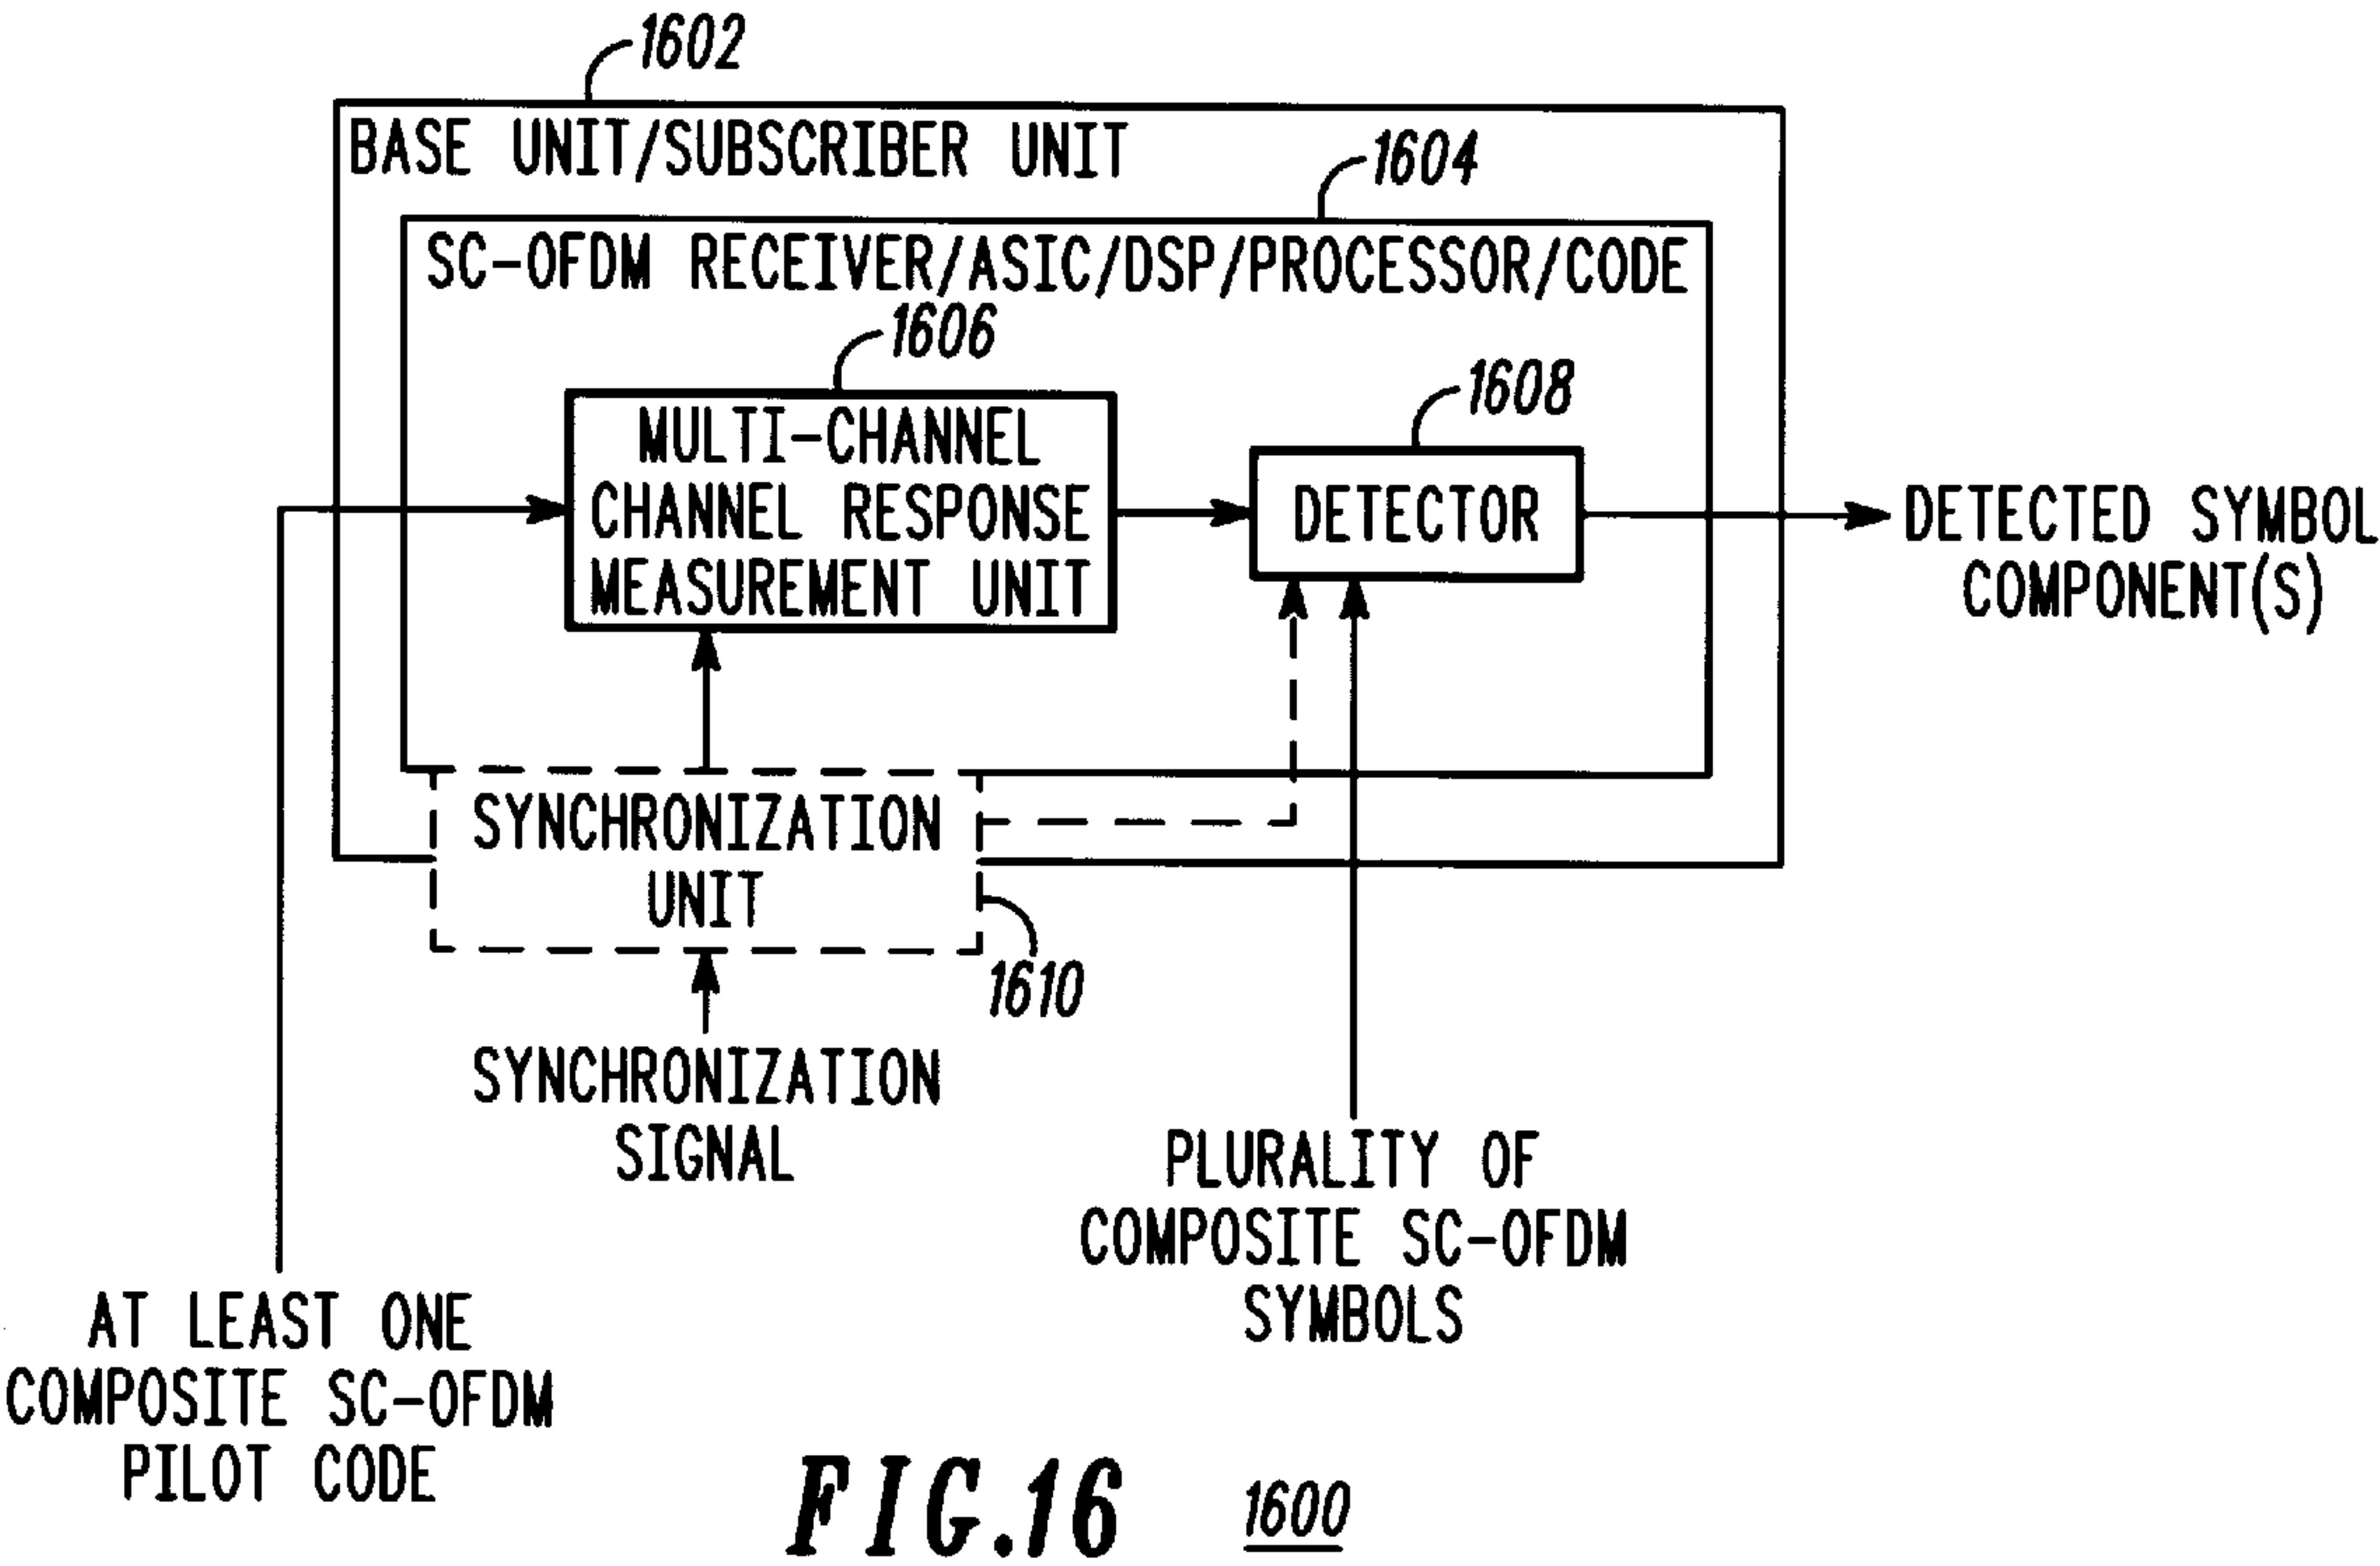 1602
BASE UNIT/SUBSCRIBER UNIT
1604
SC-OFDM RECEIVER/ASIC/DSP/PROCESSOR/CODE
1606
MULTI-CHANNEL
CHANNEL RESPONSE
MEASUREMENT UNIT
1608
DETECTOR
DETECTED SYMBOL
COMPONENT(S)
SYNCHRONIZATION
UNIT
1610
SYNCHRONIZATION
SIGNAL
PLURALITY OF
COMPOSITE SC-OFDM
SYMBOLS
AT LEAST ONE
COMPOSITE SC-OFDM
PILOT CODE
FIG.16
1600